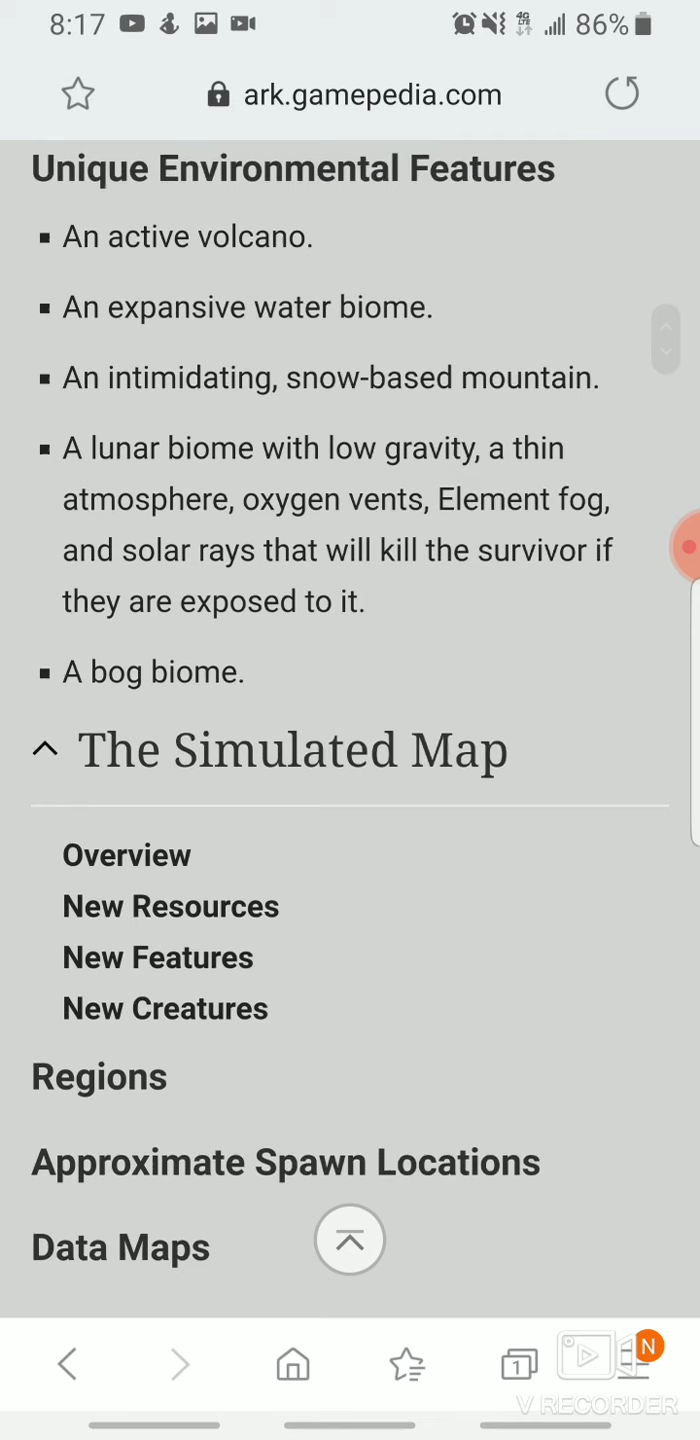 8:17
4G
86%
ark.gamepedia.com
Unique Environmental Features
▪ An active volcano.
▪ An expansive water biome.
▪ An intimidating, snow-based mountain.
▪ A lunar biome with low gravity, a thin
atmosphere, oxygen vents, Element fog,
and solar rays that will kill the survivor if
they are exposed to it.
▪ A bog biome.
The Simulated Map
Overview
New Resources
New Features
New Creatures
Regions
Approximate Spawn Locations
Data Maps
1
N
V RECORDER